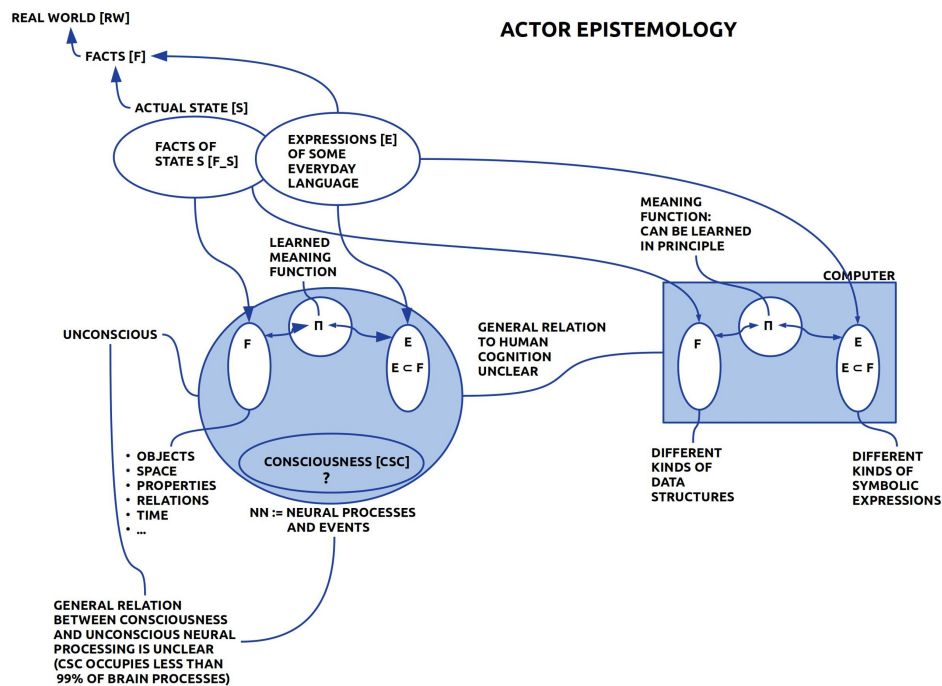 ACTOR EPISTEMOLOGY
REAL WORLD [RW]
FACTS [F]
ACTUAL STATE [S]
FACTS OF
STATE S [F_S]
EXPRESSIONS [E]
OF SOME
EVERYDAY
LANGUAGE
LEARNED
MEANING
FUNCTION
MEANING
FUNCTION:
CAN BE LEARNED
IN PRINCIPLE
COMPUTER
UNCONSCIOUS
F
Π
E
E ⊂ F
GENERAL RELATION
TO HUMAN
COGNITION
UNCLEAR
F
Π
E
E ⊂ F
CONSCIOUSNESS [CSC]
?
• OBJECTS
• SPACE
• PROPERTIES
• RELATIONS
• TIME
• ...
NN := NEURAL PROCESSES
AND EVENTS
DIFFERENT
KINDS OF
DATA
STRUCTURES
DIFFERENT
KINDS OF
SYMBOLIC
EXPRESSIONS
GENERAL RELATION
BETWEEN CONSCIOUSNESS
AND UNCONSCIOUS NEURAL
PROCESSING IS UNCLEAR
(CSC OCCUPIES LESS THAN
99% OF BRAIN PROCESSES)